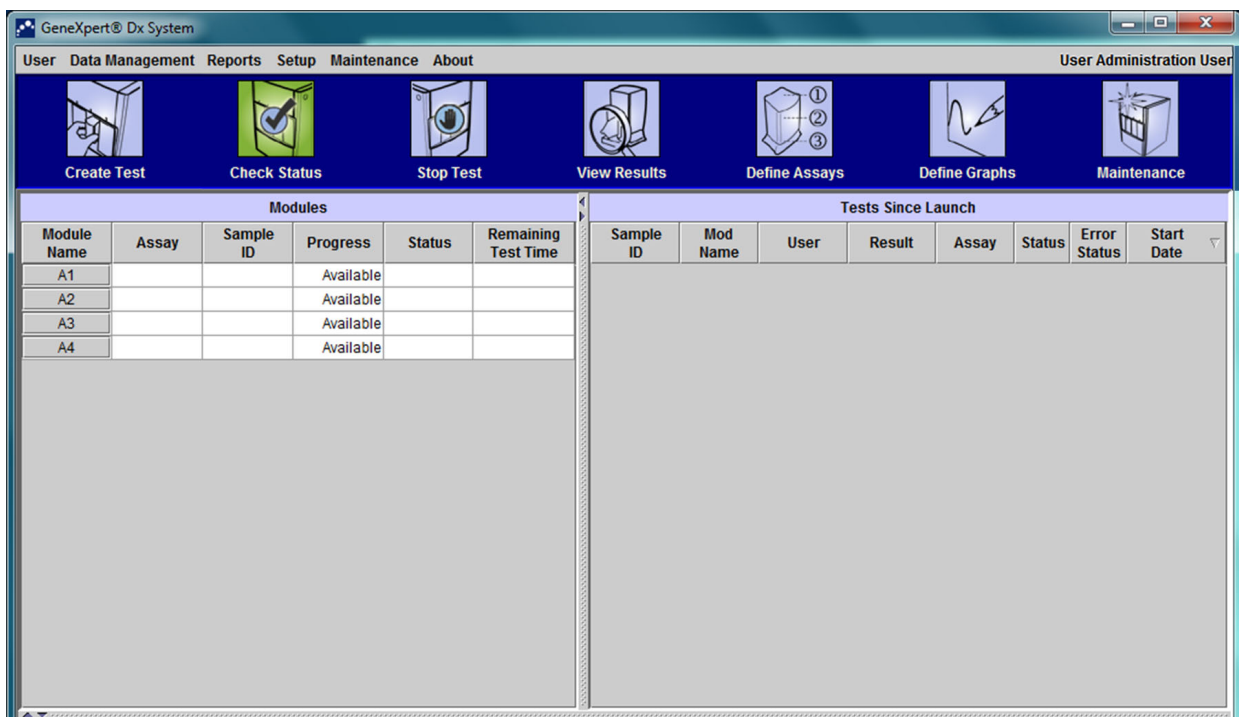 GeneXpert® Dx System
User Data Management Reports Setup Maintenance About User Administration User
① ② ③
Create Test Check Status Stop Test View Results Define Assays Define Graphs Maintenance
Modules
Module Name Assay Sample ID Progress Status Remaining Test Time
A1 Available
A2 Available
A3 Available
A4 Available
Tests Since Launch
Sample ID Mod Name User Result Assay Status Error Status Start Date